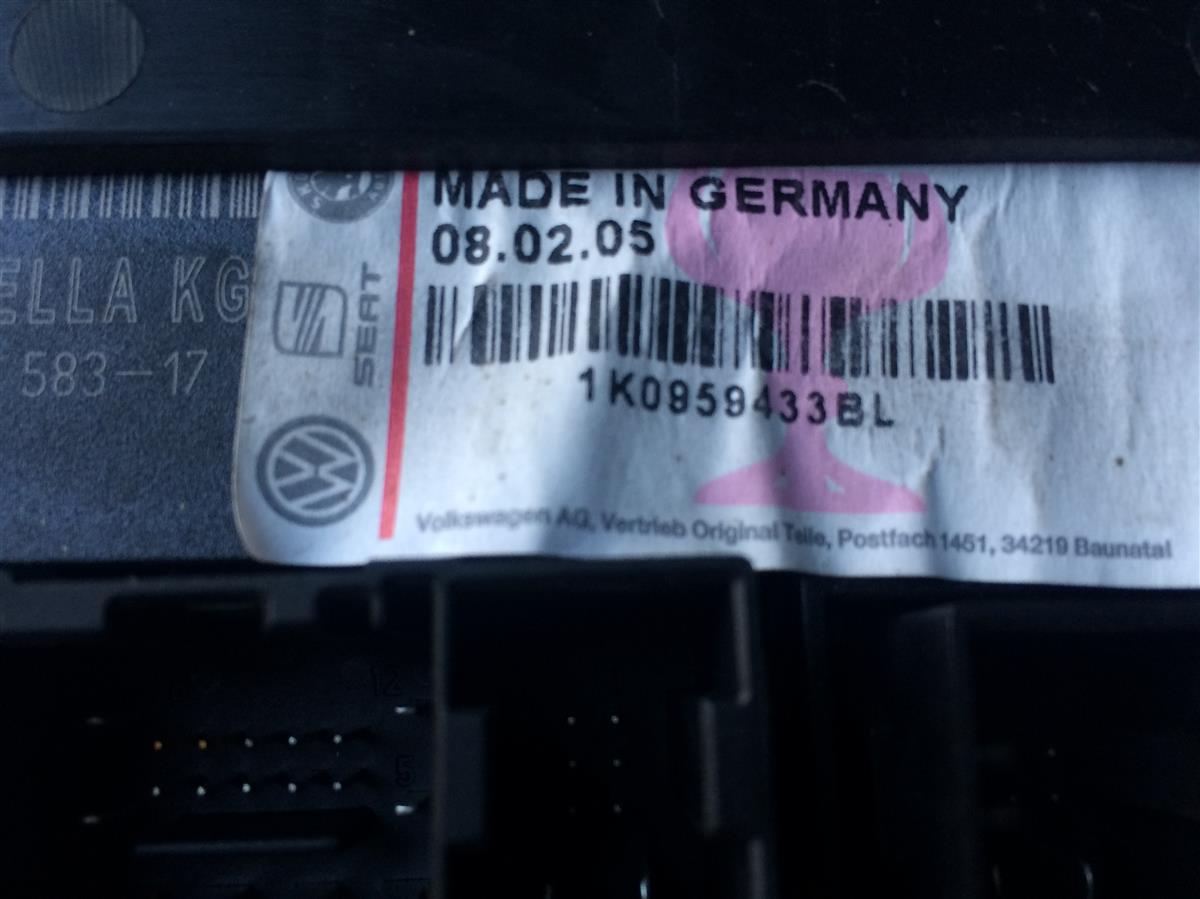 MADE IN GERMANY
08.02.05
SEAT
1K0959433BL
Volkswagen AG, Vertrieb Original Teile, Postfach 1451, 34219 Baunatal
ELLA KG
583-17
12
5